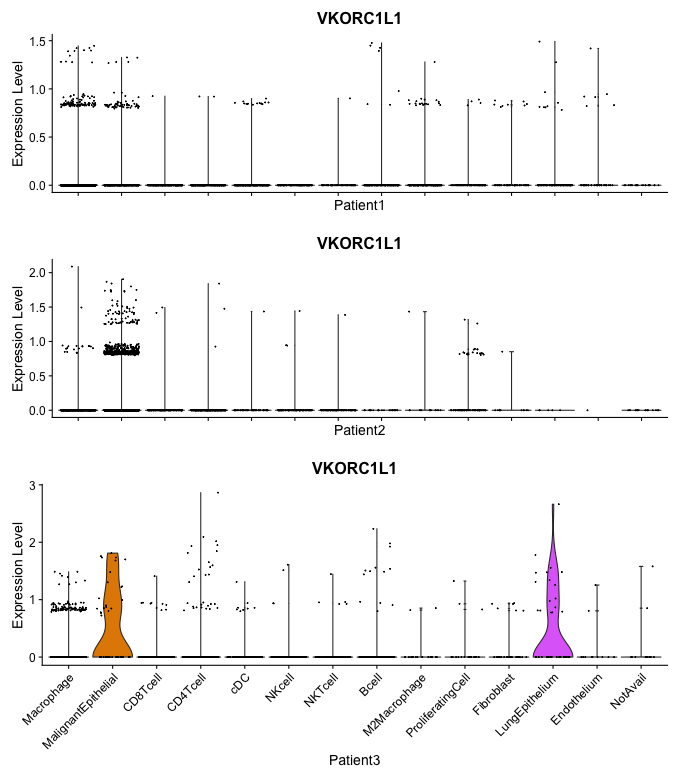 VKORC1L1
Expression Level
1.5
1.0
0.5
0.0
Patient1
VKORC1L1
Expression Level
2.0
1.5
1.0
0.5
0.0
Patient2
VKORC1L1
Expression Level
3
2
1
0
Macrophage
MalignantEpithelial
CD8Tcell
CD4Tcell
cDC
NKcell
NKTcell
Bcell
M2Macrophage
ProliferatingCell
Fibroblast
LungEpithelium
Endothelium
NotAvail
Patient3